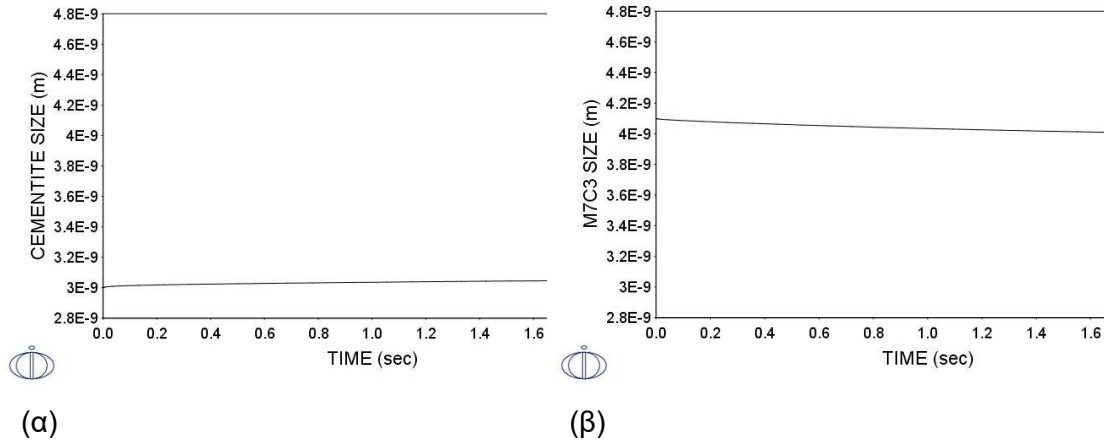 4.8E-9
4.6E-9
4.4E-9
4.2E-9
4E-9
3.8E-9
3.6E-9
3.4E-9
3.2E-9
3E-9
2.8E-9
CEMENTITE SIZE (m)
0.0 0.2 0.4 0.6 0.8 1.0 1.2 1.4 1.6
TIME (sec)
(α)
4.8E-9
4.6E-9
4.4E-9
4.2E-9
4E-9
3.8E-9
3.6E-9
3.4E-9
3.2E-9
3E-9
2.8E-9
M7C3 SIZE (m)
0.0 0.2 0.4 0.6 0.8 1.0 1.2 1.4 1.6
TIME (sec)
(β)